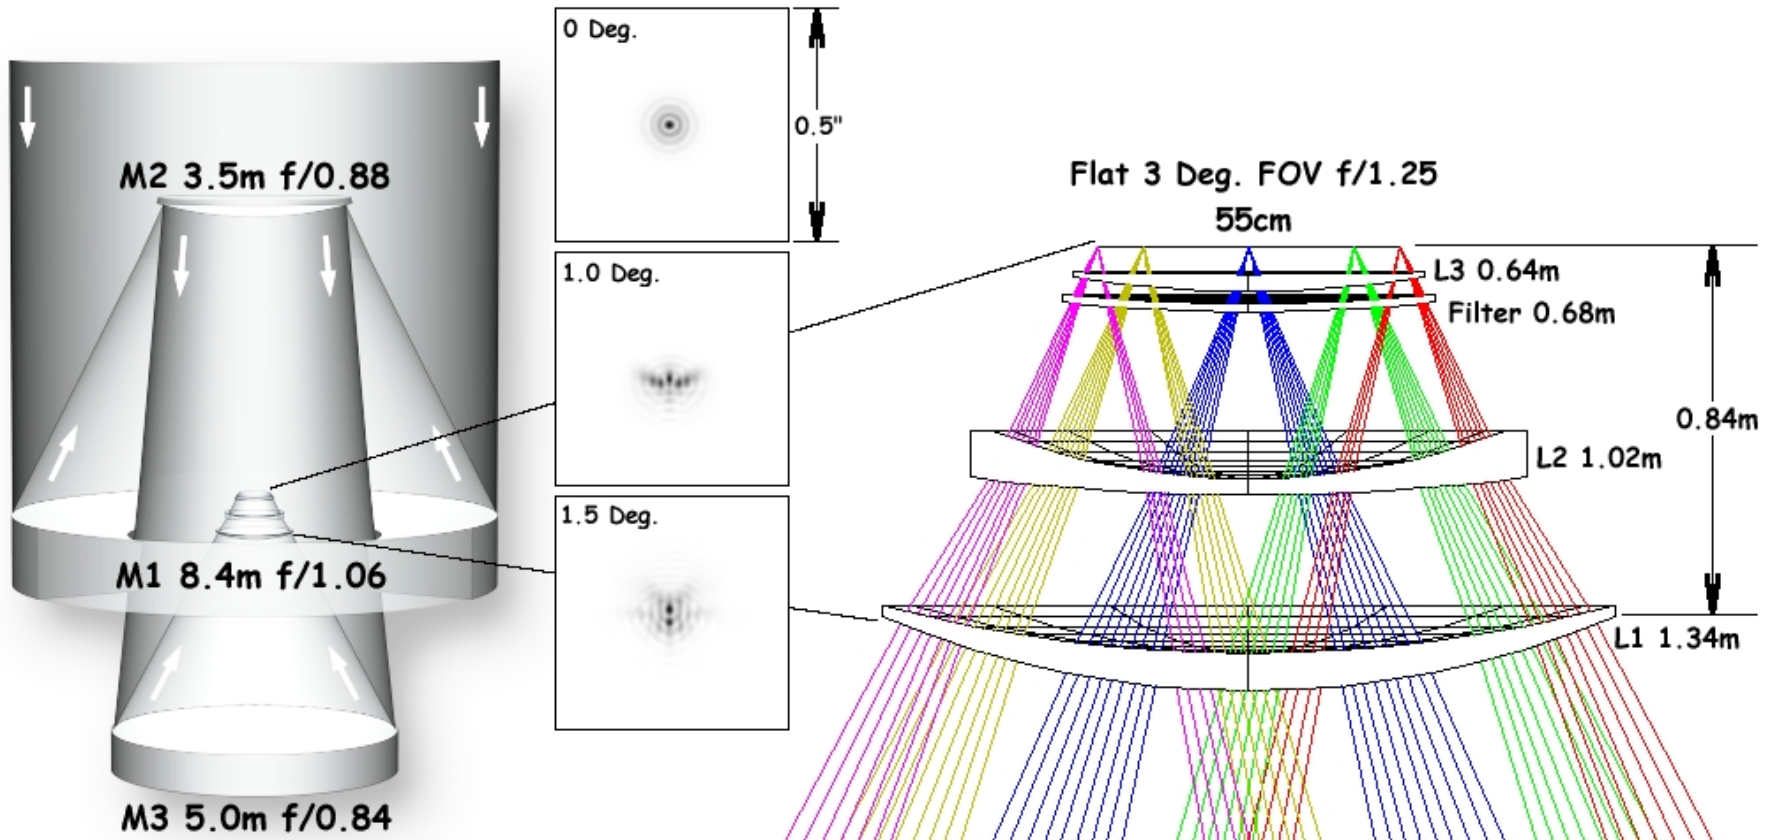 M2 3.5m f/0.88
M1 8.4m f/1.06
M3 5.0m f/0.84
0 Deg.
0.5"
1.0 Deg.
1.5 Deg.
Flat 3 Deg. FOV f/1.25
55cm
L3 0.64m
Filter 0.68m
0.84m
L2 1.02m
L1 1.34m